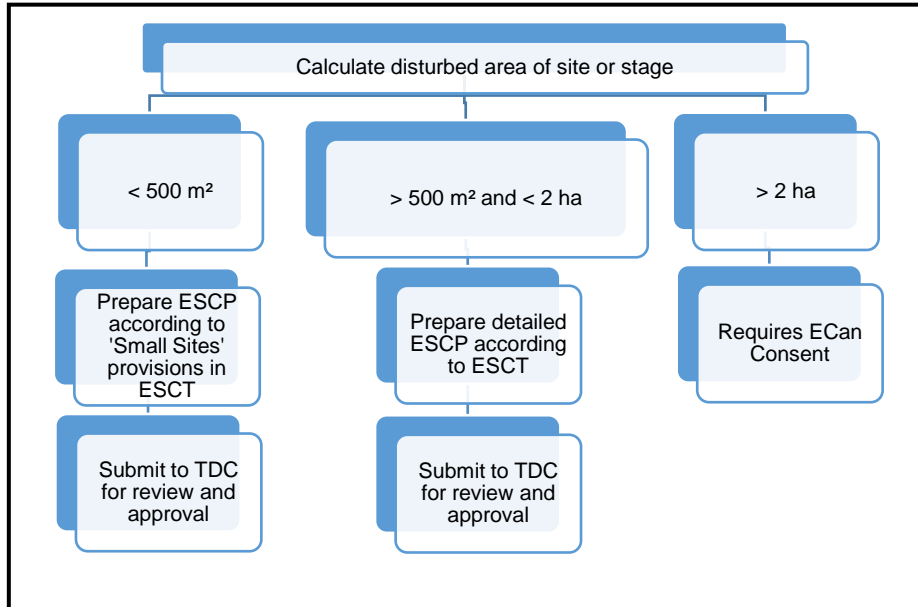 Calculate disturbed area of site or stage
< 500 m²
> 500 m² and < 2 ha
> 2 ha
Prepare ESCP
according to
'Small Sites'
provisions in
ESCT
Prepare detailed
ESCP according
to ESCT
Requires ECan
Consent
Submit to TDC
for review and
approval
Submit to TDC
for review and
approval